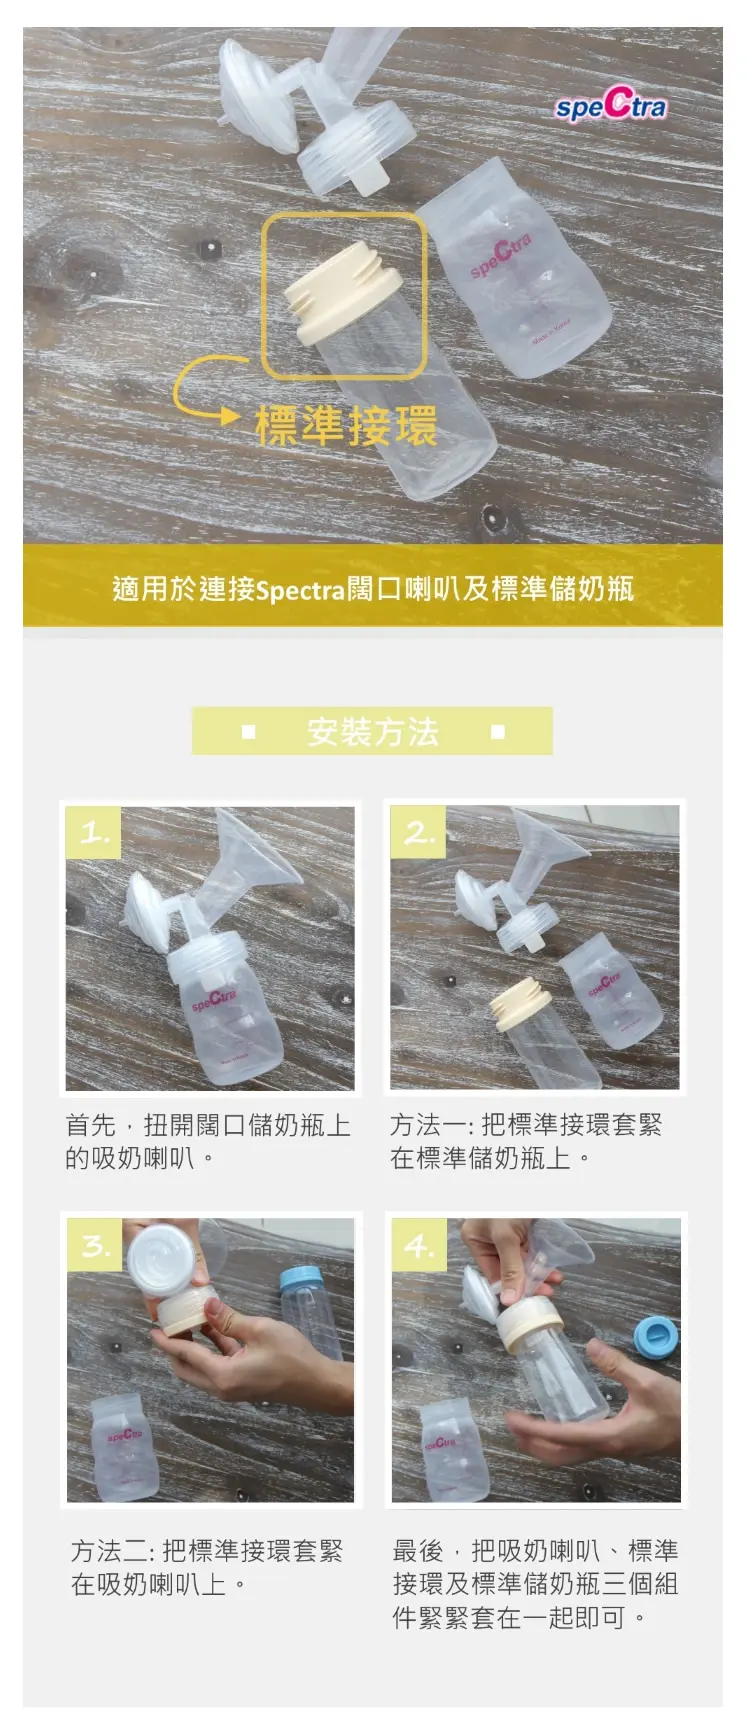 speCtra
speCtra
Made in Korea
標準接環
適用於連接Spectra闊口喇叭及標準儲奶瓶
安裝方法
1.
speCtra
2.
speCtra
首先，扭開闊口儲奶瓶上
的吸奶喇叭。
方法一: 把標準接環套緊
在標準儲奶瓶上。
3.
speCtra
4.
speCtra
方法二: 把標準接環套緊
在吸奶喇叭上。
最後，把吸奶喇叭、標準
接環及標準儲奶瓶三個組
件緊緊套在一起即可。